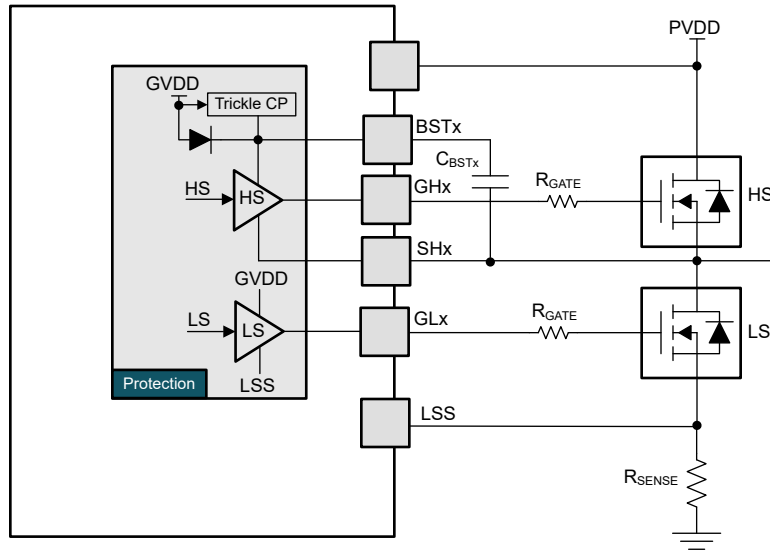 PVDD
GVDD
Trickle CP
BSTx
CBSTx
HS
HS
GHx
RGATE
HS
SHx
GVDD
GLx
RGATE
LS
LS
LS
LSS
Protection
LSS
RSENSE